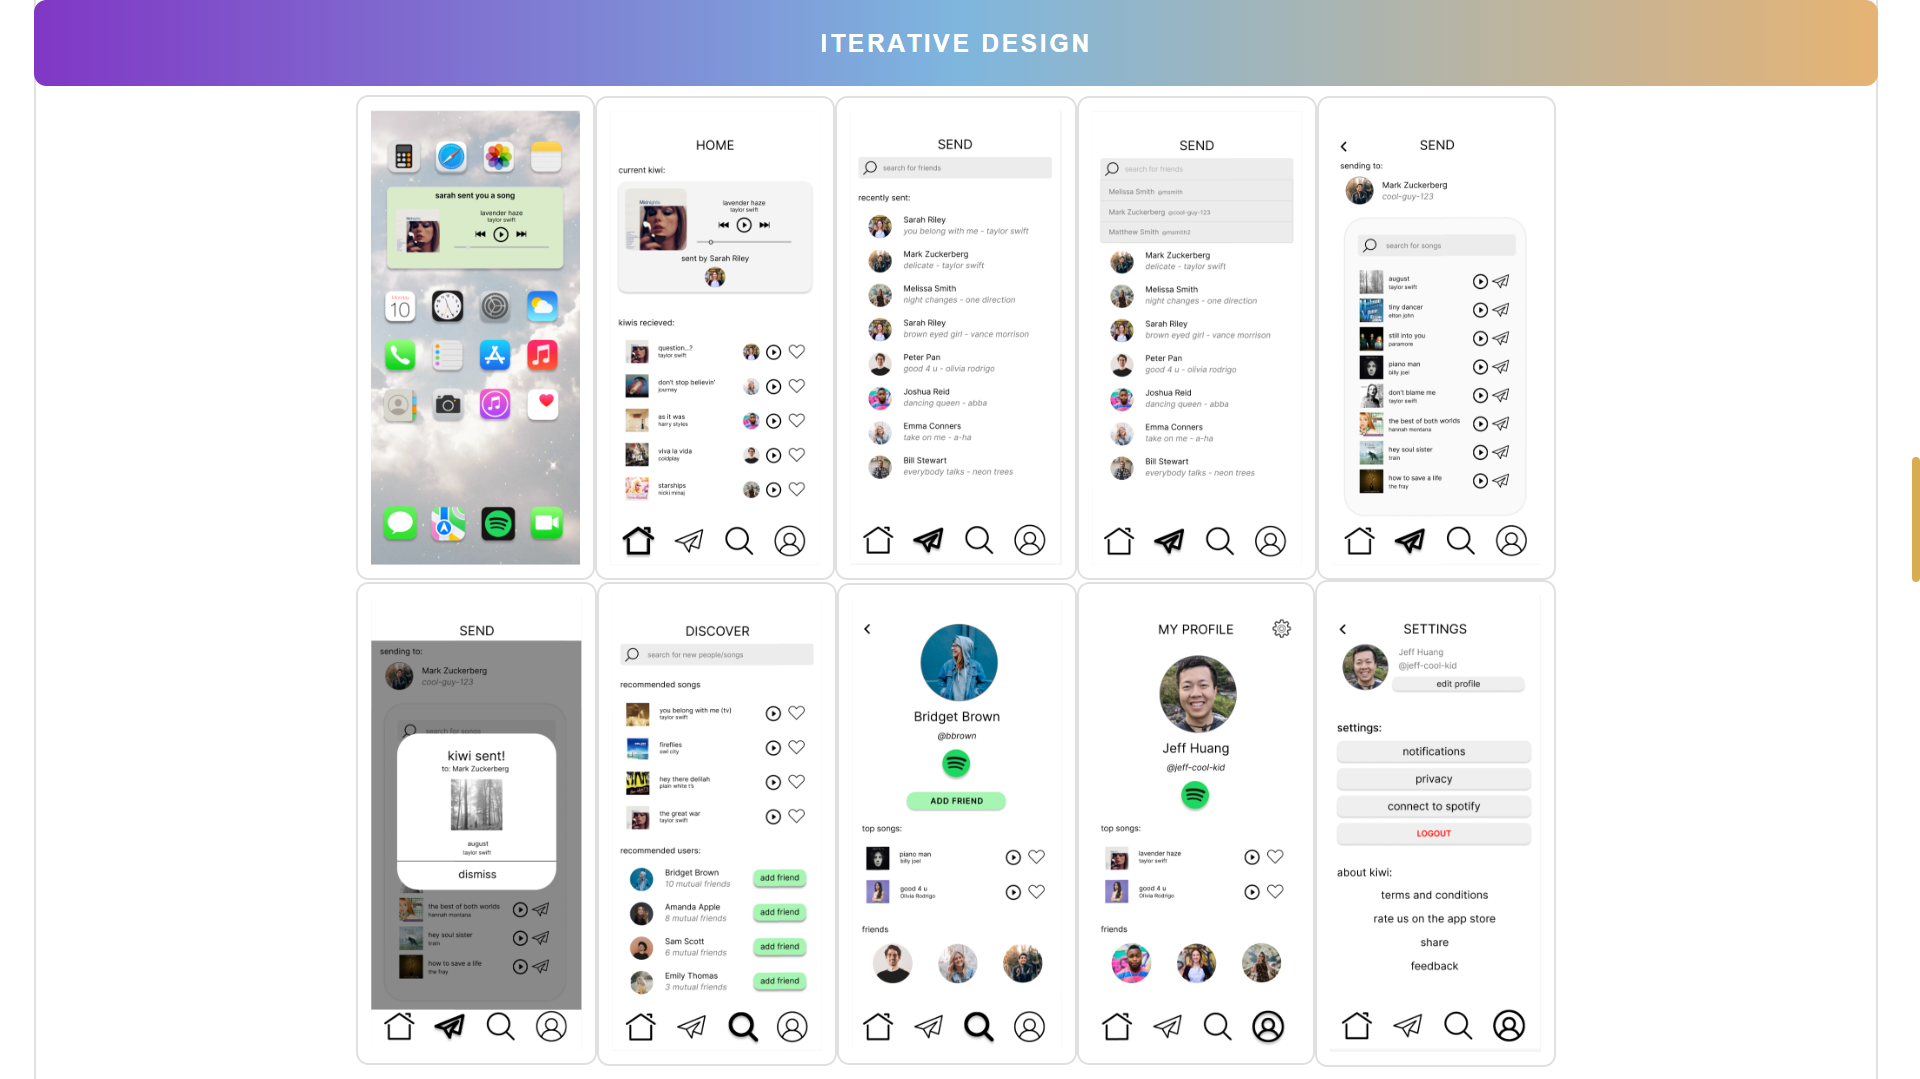 ITERATIVE DESIGN
sarah sent you a song
lavender haze
taylor swift
Monday
10
HOME
current kiwi:
Midnights
lavender haze
taylor swift
sent by Sarah Riley
kiwis recieved:
question...?
taylor swift
don't stop believin'
journey
as it was
harry styles
viva la vida
coldplay
starships
nicki minaj
SEND
search for friends
recently sent:
Sarah Riley
you belong with me - taylor swift
Mark Zuckerberg
delicate - taylor swift
Melissa Smith
night changes - one direction
Sarah Riley
brown eyed girl - vance morrison
Peter Pan
good 4 u - olivia rodrigo
Joshua Reid
dancing queen - abba
Emma Conners
take on me - a-ha
Bill Stewart
everybody talks - neon trees
SEND
search for friends
Melissa Smith @msmith
Mark Zuckerberg @cool-guy-123
Matthew Smith @msmith2
Mark Zuckerberg
delicate - taylor swift
Melissa Smith
night changes - one direction
Sarah Riley
brown eyed girl - vance morrison
Peter Pan
good 4 u - olivia rodrigo
Joshua Reid
dancing queen - abba
Emma Conners
take on me - a-ha
Bill Stewart
everybody talks - neon trees
SEND
sending to:
Mark Zuckerberg
cool-guy-123
search for songs
august
taylor swift
tiny dancer
elton john
still into you
paramore
piano man
billy joel
don't blame me
taylor swift
the best of both worlds
hannah montana
hey soul sister
train
how to save a life
the fray
SEND
sending to:
Mark Zuckerberg
cool-guy-123
search for songs
kiwi sent!
to: Mark Zuckerberg
august
taylor swift
dismiss
the best of both worlds
hannah montana
hey soul sister
train
how to save a life
the fray
DISCOVER
search for new people/songs
recommended songs
you belong with me (tv)
taylor swift
fireflies
owl city
hey there delilah
plain white t's
the great war
taylor swift
recommended users:
Bridget Brown
10 mutual friends
add friend
Amanda Apple
8 mutual friends
add friend
Sam Scott
6 mutual friends
add friend
Emily Thomas
3 mutual friends
add friend
Bridget Brown
@bbrown
ADD FRIEND
top songs:
piano man
billy joel
good 4 u
Olivia Rodrigo
friends
MY PROFILE
Jeff Huang
@jeff-cool-kid
top songs:
lavender haze
taylor swift
good 4 u
Olivia Rodrigo
friends
SETTINGS
Jeff Huang
@jeff-cool-kid
edit profile
settings:
notifications
privacy
connect to spotify
LOGOUT
about kiwi:
terms and conditions
rate us on the app store
share
feedback